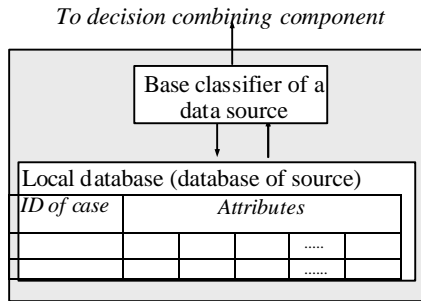 To decision combining component
Base classifier of a
data source
Local database (database of source)
ID of case Attributes
.....
......